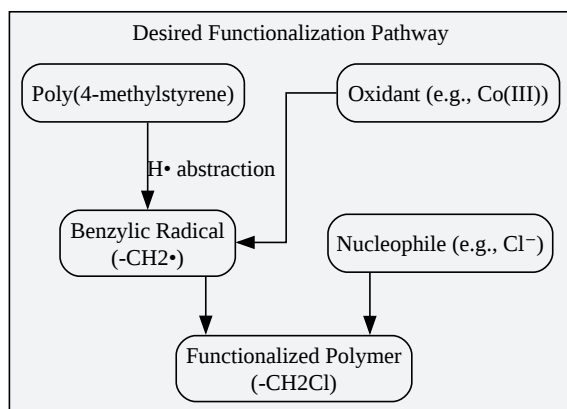 Desired Functionalization Pathway
Poly(4-methylstyrene)
Oxidant (e.g., Co(III))
H• abstraction
Benzylic Radical
(-CH2•)
Nucleophile (e.g., Cl⁻)
Functionalized Polymer
(-CH2Cl)